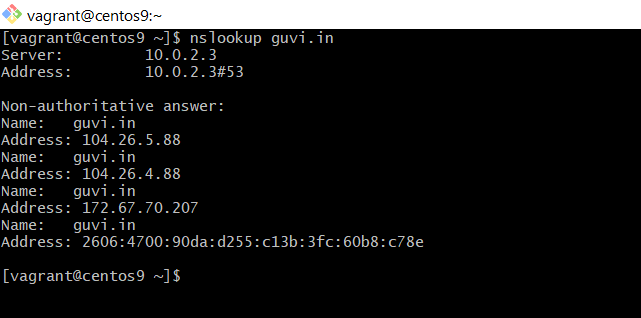 vagrant@centos9:~
[vagrant@centos9 ~]$ nslookup guvi.in
Server:         10.0.2.3
Address:        10.0.2.3#53

Non-authoritative answer:
Name:   guvi.in
Address: 104.26.5.88
Name:   guvi.in
Address: 104.26.4.88
Name:   guvi.in
Address: 172.67.70.207
Name:   guvi.in
Address: 2606:4700:90da:d255:c13b:3fc:60b8:c78e

[vagrant@centos9 ~]$